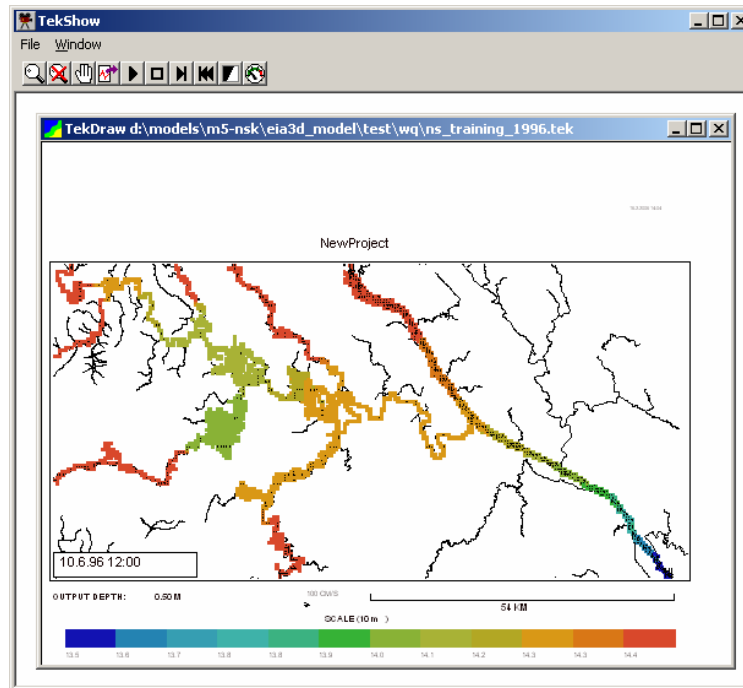 TekShow
File Window
TekDraw d:\models\m5-nsk\eia3d_model\test\wq\ns_training_1996.tek
NewProject
10.6.96 12:00
OUTPUT DEPTH: 0.50 M
100 CM/S
54 KM
SCALE (10 m )
13.5 13.6 13.7 13.8 13.8 13.9 14.0 14.1 14.2 14.3 14.3 14.4